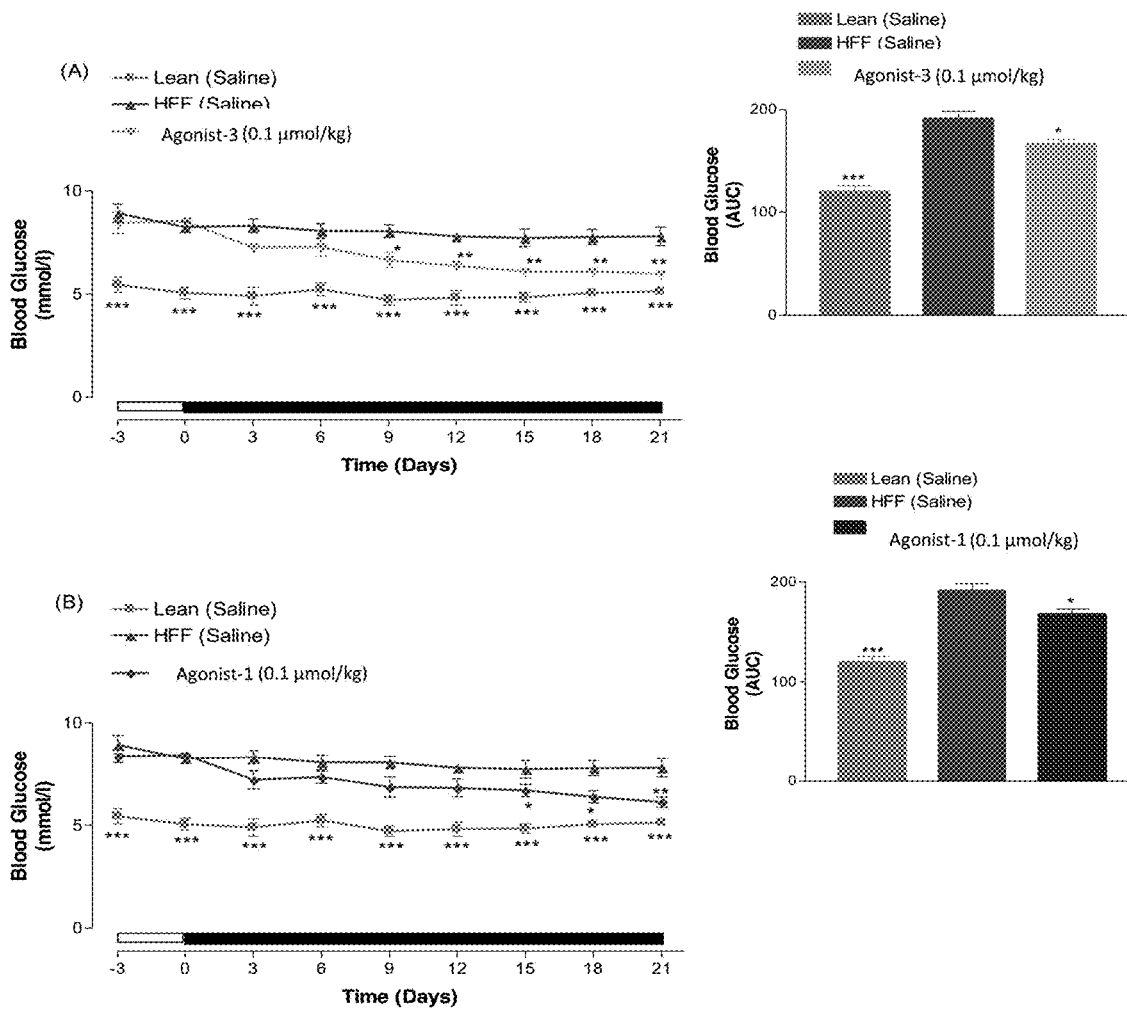 (A)
Lean (Saline)
HFF (Saline)
Agonist-3 (0.1 μmol/kg)
10
5
0
Blood Glucose
(mmol/l)
*
**
**
**
**
***
***
***
***
***
***
***
***
***
-3
0
3
6
9
12
15
18
21
Time (Days)
Lean (Saline)
HFF (Saline)
Agonist-3 (0.1 μmol/kg)
200
100
0
Blood Glucose
(AUC)
***
*
(B)
Lean (Saline)
HFF (Saline)
Agonist-1 (0.1 μmol/kg)
10
5
0
Blood Glucose
(mmol/l)
*
*
**
***
***
***
***
***
***
***
***
***
-3
0
3
6
9
12
15
18
21
Time (Days)
Lean (Saline)
HFF (Saline)
Agonist-1 (0.1 μmol/kg)
200
100
0
Blood Glucose
(AUC)
***
*